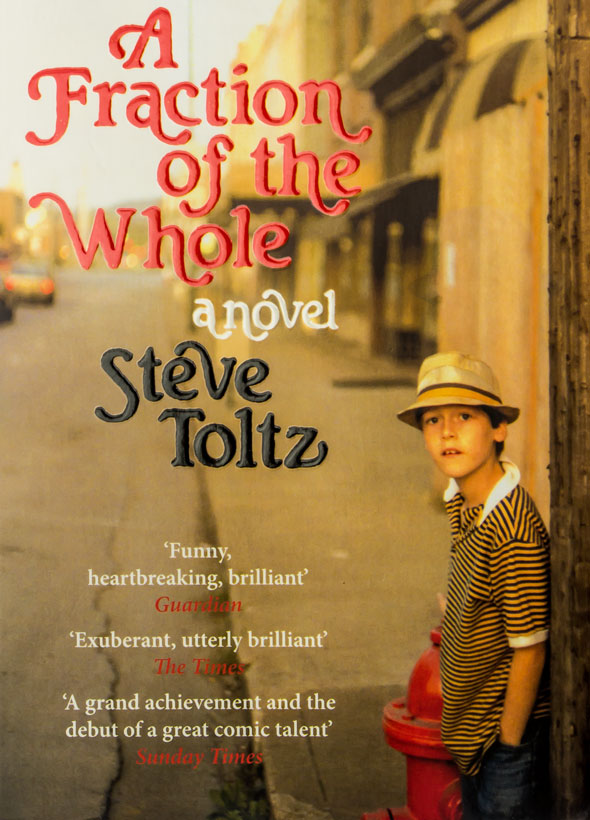 A
Fraction
of the
Whole
a novel
Steve
Toltz
‘Funny,
heartbreaking, brilliant’
Guardian
‘Exuberant, utterly brilliant’
The Times
‘A grand achievement and the
debut of a great comic talent’
Sunday Times